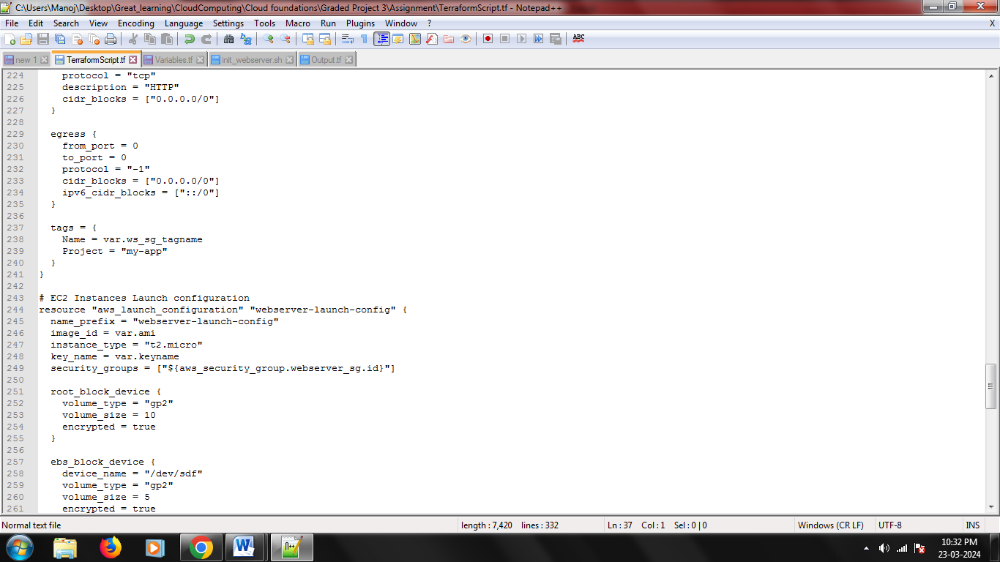 C:\Users\Manoj\Desktop\Great_learning\CloudComputing\Cloud foundations\Graded Project 3\Assignment\TerraformScript.tf - Notepad++
File Edit Search View Encoding Language Settings Tools Macro Run Plugins Window ? X
new 1 TerraformScript.tf Variables.tf init_webserver.sh Output.tf
224     protocol = "tcp"
225     description = "HTTP"
226     cidr_blocks = ["0.0.0.0/0"]
227   }
228
229   egress {
230     from_port = 0
231     to_port = 0
232     protocol = "-1"
233     cidr_blocks = ["0.0.0.0/0"]
234     ipv6_cidr_blocks = ["::/0"]
235   }
236
237   tags = {
238     Name = var.ws_sg_tagname
239     Project = "my-app"
240   }
241 }
242
243 # EC2 Instances Launch configuration
244 resource "aws_launch_configuration" "webserver-launch-config" {
245   name_prefix = "webserver-launch-config"
246   image_id = var.ami
247   instance_type = "t2.micro"
248   key_name = var.keyname
249   security_groups = ["${aws_security_group.webserver_sg.id}"]
250
251   root_block_device {
252     volume_type = "gp2"
253     volume_size = 10
254     encrypted = true
255   }
256
257   ebs_block_device {
258     device_name = "/dev/sdf"
259     volume_type = "gp2"
260     volume_size = 5
261     encrypted = true
Normal text file length : 7,420 lines : 332 Ln : 37 Col : 1 Sel : 0 | 0 Windows (CR LF) UTF-8 INS
10:32 PM
23-03-2024